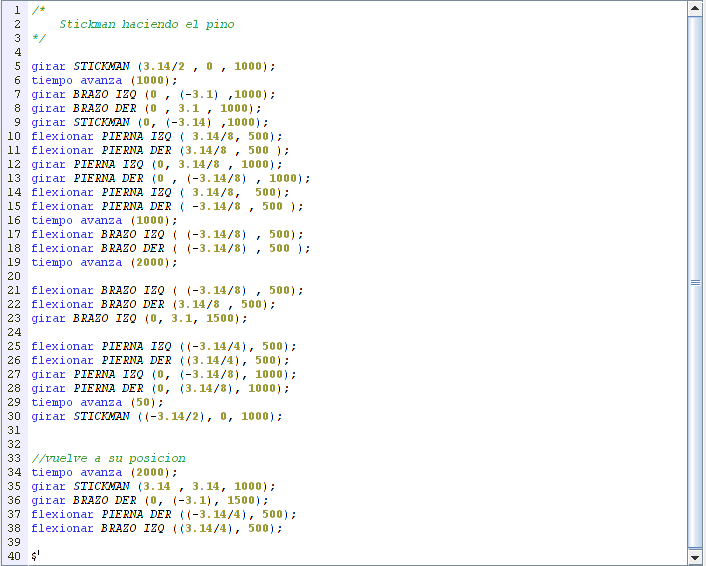 1 /*
2 Stickman haciendo el pino
3 */
4
5 girar STICKMAN (3.14/2 , 0 , 1000);
6 tiempo avanza (1000);
7 girar BRAZO IZQ (0 , (-3.1) ,1000);
8 girar BRAZO DER (0 , 3.1 , 1000);
9 girar STICKMAN (0, (-3.14) ,1000);
10 flexionar PIERNA IZQ ( 3.14/8, 500);
11 flexionar PIERNA DER (3.14/8 , 500 );
12 girar PIERNA IZQ (0, 3.14/8 , 1000);
13 girar PIERNA DER (0 , (-3.14/8) , 1000);
14 flexionar PIERNA IZQ ( 3.14/8, 500);
15 flexionar PIERNA DER ( -3.14/8 , 500 );
16 tiempo avanza (1000);
17 flexionar BRAZO IZQ ( (-3.14/8) , 500);
18 flexionar BRAZO DER ( (-3.14/8) , 500 );
19 tiempo avanza (2000);
20
21 flexionar BRAZO IZQ ( (-3.14/8) , 500);
22 flexionar BRAZO DER (3.14/8 , 500);
23 girar BRAZO IZQ (0, 3.1, 1500);
24
25 flexionar PIERNA IZQ ((-3.14/4), 500);
26 flexionar PIERNA DER ((3.14/4), 500);
27 girar PIERNA IZQ (0, (-3.14/8), 1000);
28 girar PIERNA DER (0, (3.14/8), 1000);
29 tiempo avanza (50);
30 girar STICKMAN ((-3.14/2), 0, 1000);
31
32
33 //vuelve a su posicion
34 tiempo avanza (2000);
35 girar STICKMAN (3.14 , 3.14, 1000);
36 girar BRAZO DER (0, (-3.1), 1500);
37 flexionar PIERNA DER ((-3.14/4), 500);
38 flexionar BRAZO IZQ ((3.14/4), 500);
39
40 $